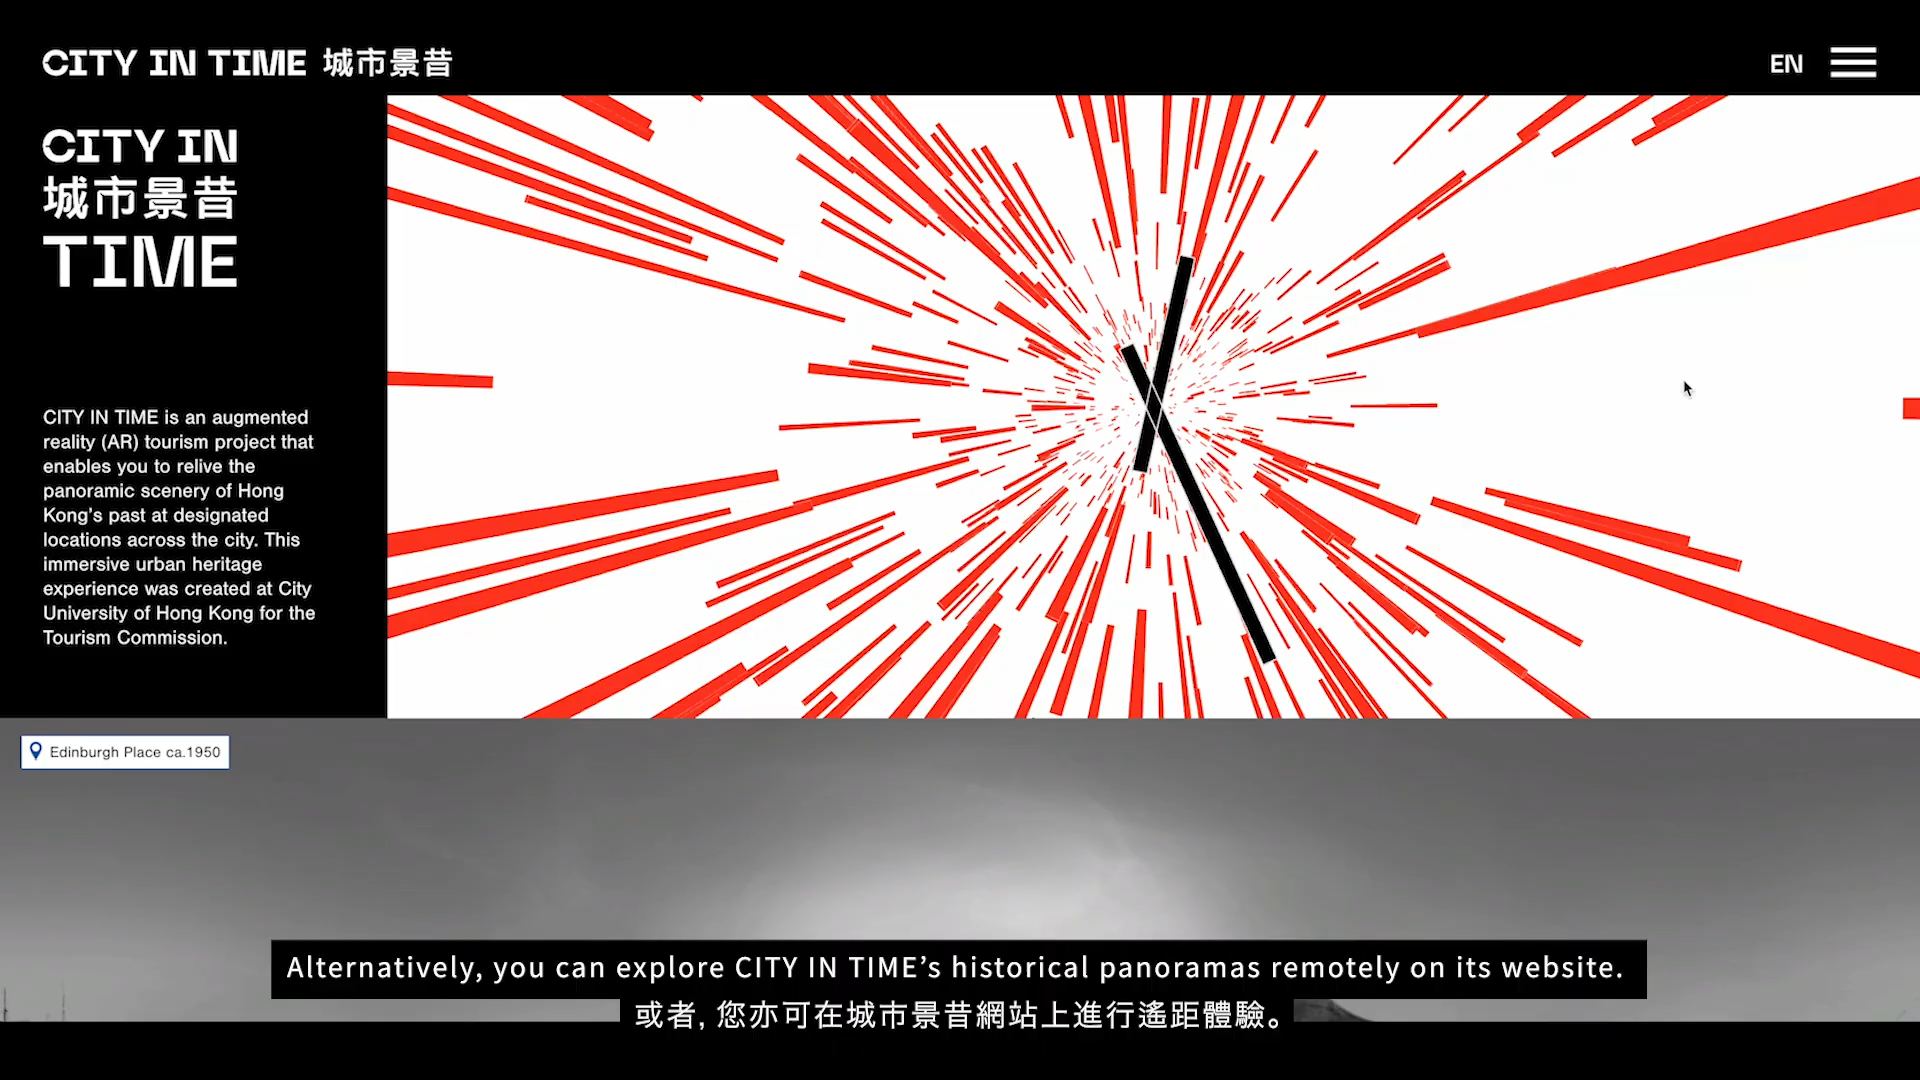 CITY IN TIME 城市景昔
EN
CITY IN
城市景昔
TIME
CITY IN TIME is an augmented
reality (AR) tourism project that
enables you to relive the
panoramic scenery of Hong
Kong’s past at designated
locations across the city. This
immersive urban heritage
experience was created at City
University of Hong Kong for the
Tourism Commission.
Edinburgh Place ca.1950
Alternatively, you can explore CITY IN TIME’s historical panoramas remotely on its website.
或者, 您亦可在城市景昔網站上進行遙距體驗。